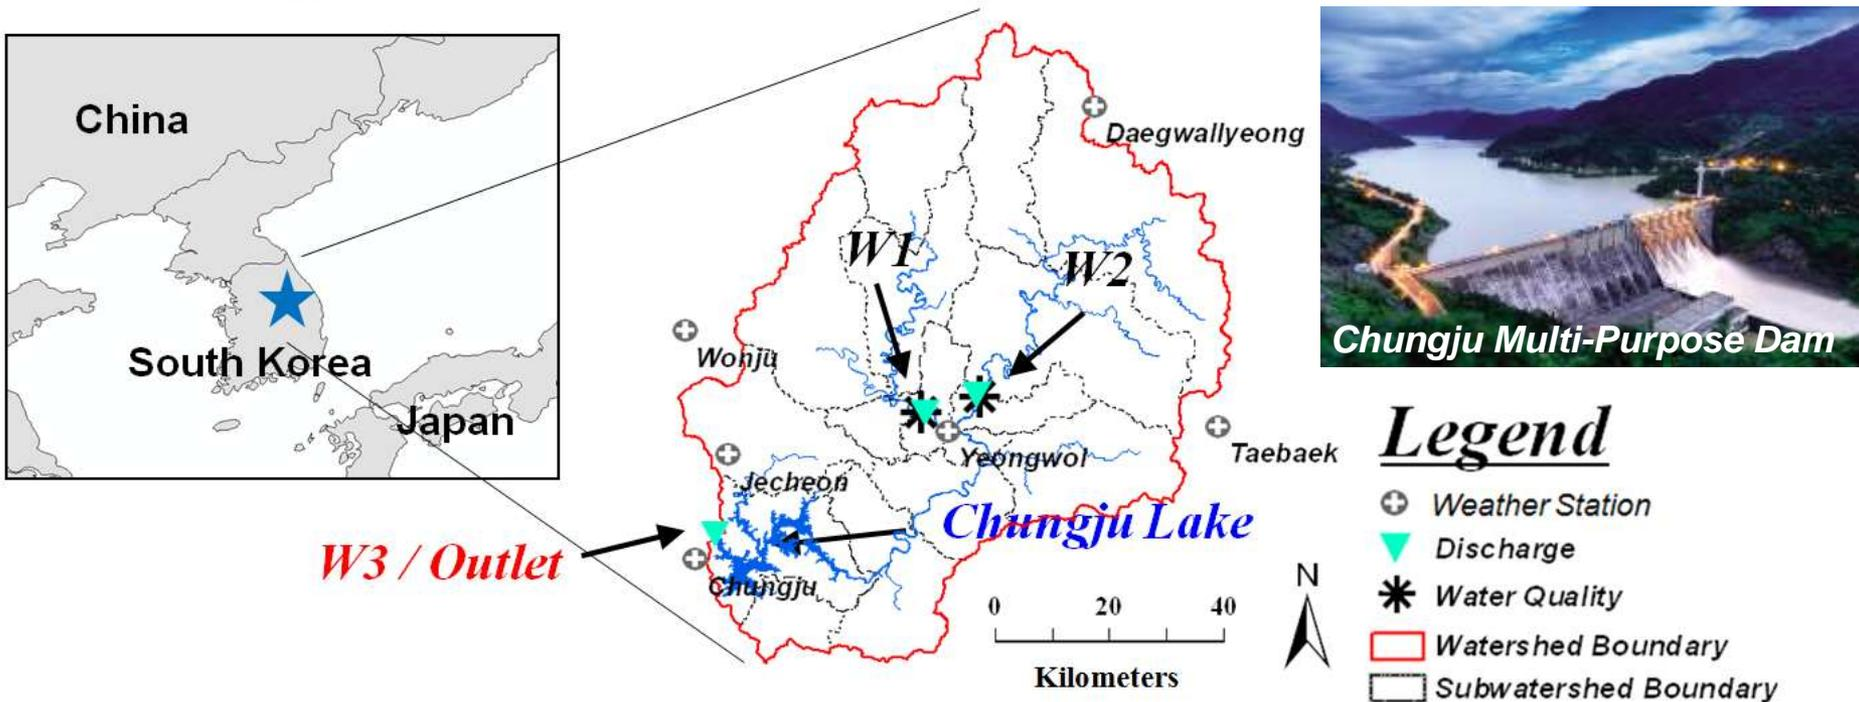 China
South Korea
Japan
W1
W2
Daegwallyeong
Wonju
Yeongwol
Taebaek
Jecheon
Chungju Lake
W3 / Outlet
Chungju
0 20 40
Kilometers
N
Chungju Multi-Purpose Dam
Legend
Weather Station
Discharge
Water Quality
Watershed Boundary
Subwatershed Boundary